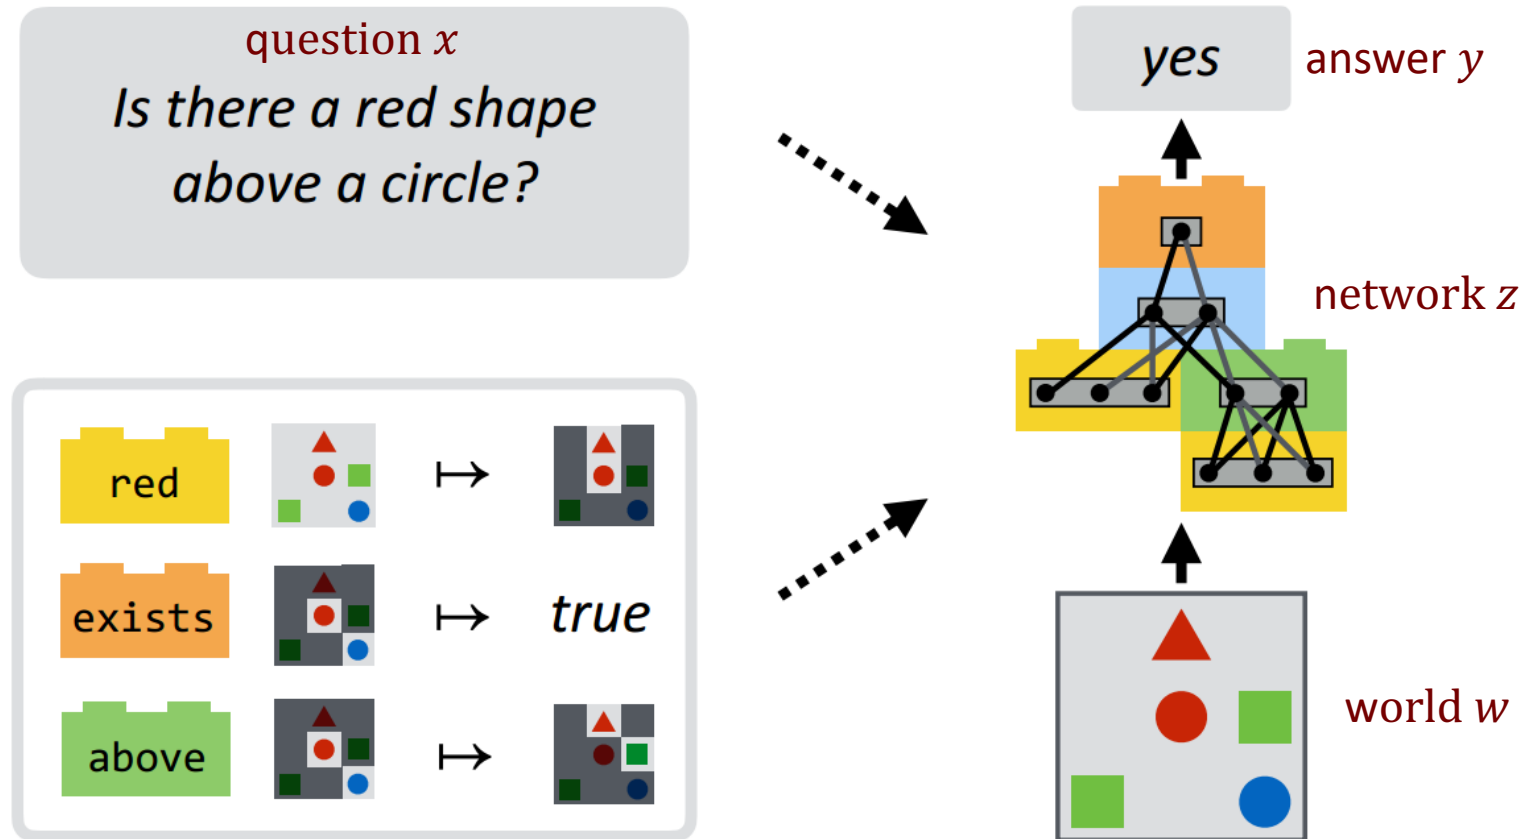 question x
Is there a red shape
above a circle?
yes
answer y
network z
red
↦
exists
↦
true
above
↦
world w